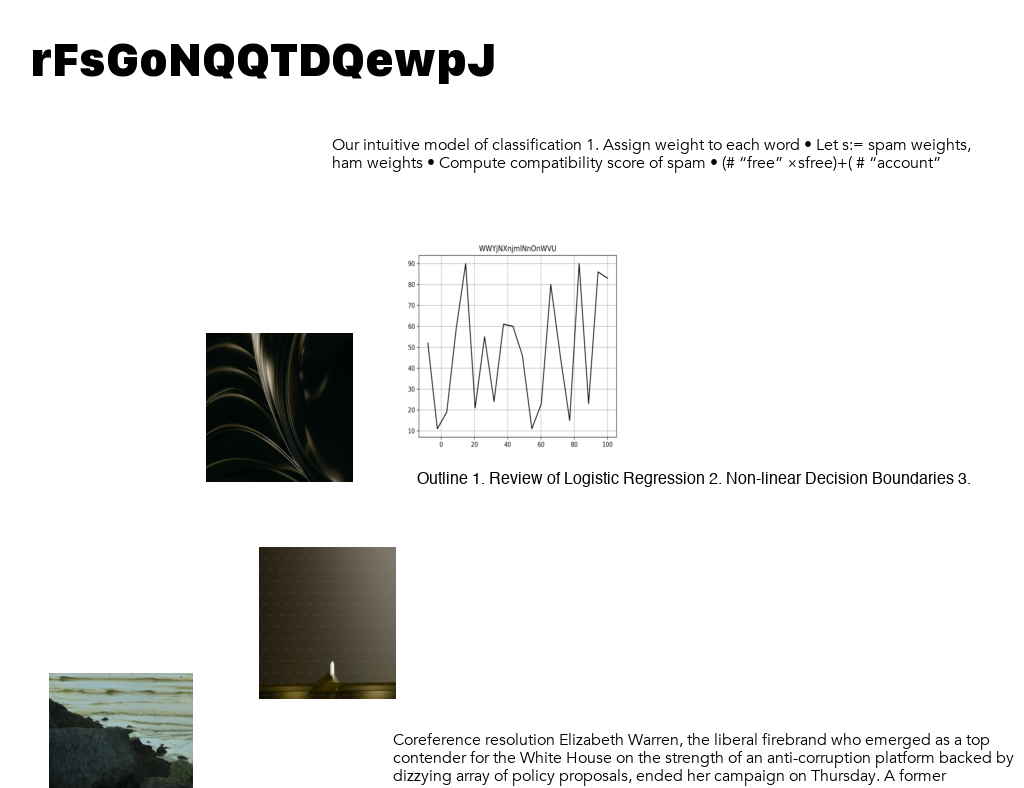 rFsGoNQQTDQewpJ
Our intuitive model of classification 1. Assign weight to each word • Let s:= spam weights,
ham weights • Compute compatibility score of spam • (# “free” ×sfree)+( # “account”
WWYjNXnjmlNnOnWVU
90
80
70
60
50
40
30
20
10
0 20 40 60 80 100
Outline 1. Review of Logistic Regression 2. Non-linear Decision Boundaries 3.
Coreference resolution Elizabeth Warren, the liberal firebrand who emerged as a top
contender for the White House on the strength of an anti-corruption platform backed by
dizzying array of policy proposals, ended her campaign on Thursday. A former